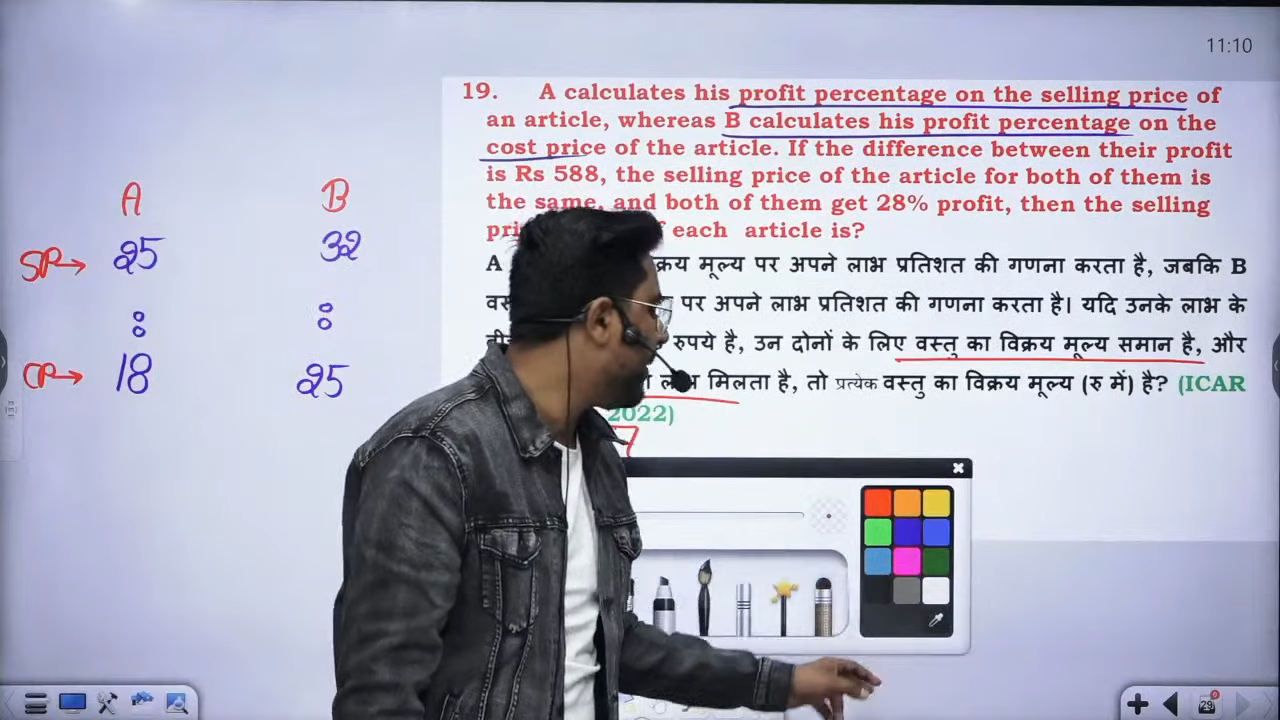 11:10
19. A calculates his profit percentage on the selling price of
an article, whereas B calculates his profit percentage on the
cost price of the article. If the difference between their profit
is Rs 588, the selling price of the article for both of them is
the same, and both of them get 28% profit, then the selling
each article is?
A क्रय मूल्य पर अपने लाभ प्रतिशत की गणना करता है, जबकि B
पर अपने लाभ प्रतिशत की गणना करता है। यदि उनके लाभ के
रुपये है, उन दोनों के लिए वस्तु का विक्रय मूल्य समान है, और
मिलता है, तो प्रत्येक वस्तु का विक्रय मूल्य (रु में) है? (ICAR
2022)
A B
SP→ 25 32
: :
CP→ 18 25
29